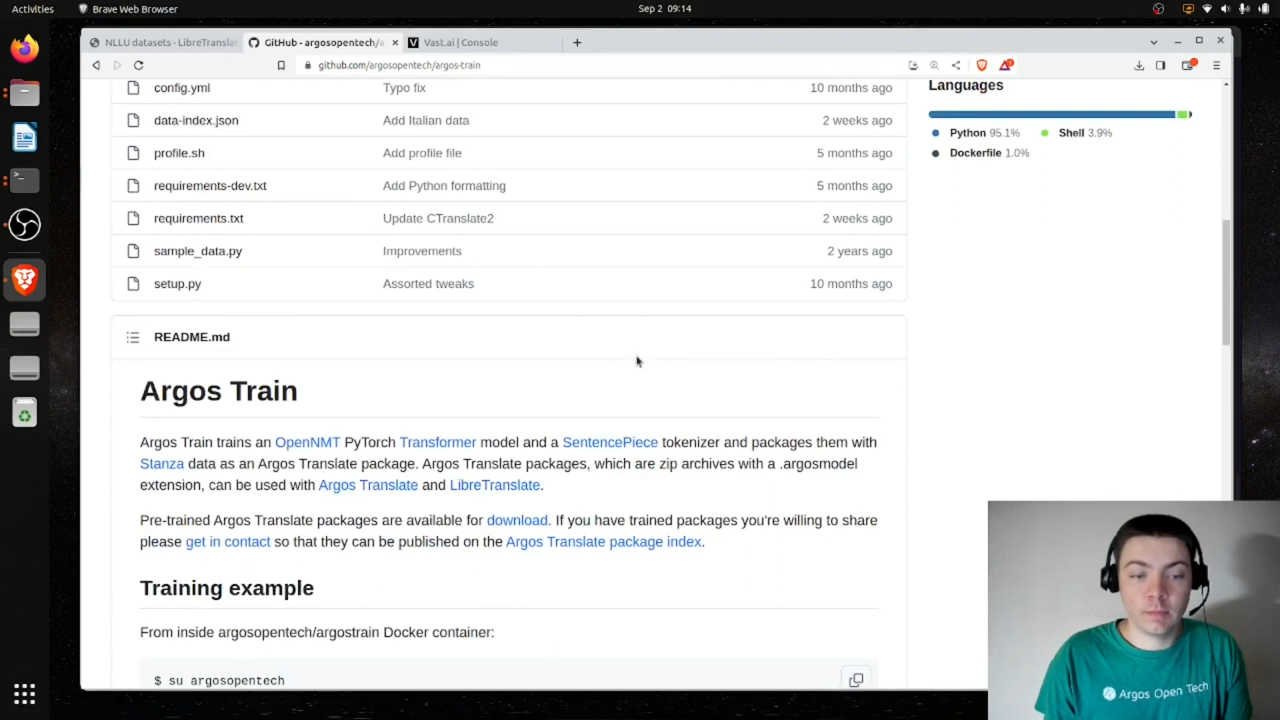 Activities
Brave Web Browser
Sep 2 09:14
NLLU datasets - LibreTransla
GitHub - argosopentech/a
Vast.ai | Console
github.com/argosopentech/argos-train
config.yml Typo fix 10 months ago
data-index.json Add Italian data 2 weeks ago
profile.sh Add profile file 5 months ago
requirements-dev.txt Add Python formatting 5 months ago
requirements.txt Update CTranslate2 2 weeks ago
sample_data.py Improvements 2 years ago
setup.py Assorted tweaks 10 months ago
Languages
Python 95.1% Shell 3.9%
Dockerfile 1.0%
README.md
Argos Train
Argos Train trains an OpenNMT PyTorch Transformer model and a SentencePiece tokenizer and packages them with
Stanza data as an Argos Translate package. Argos Translate packages, which are zip archives with a .argosmodel
extension, can be used with Argos Translate and LibreTranslate.
Pre-trained Argos Translate packages are available for download. If you have trained packages you're willing to share
please get in contact so that they can be published on the Argos Translate package index.
Training example
From inside argosopentech/argostrain Docker container:
$ su argosopentech
Argos Open Tech